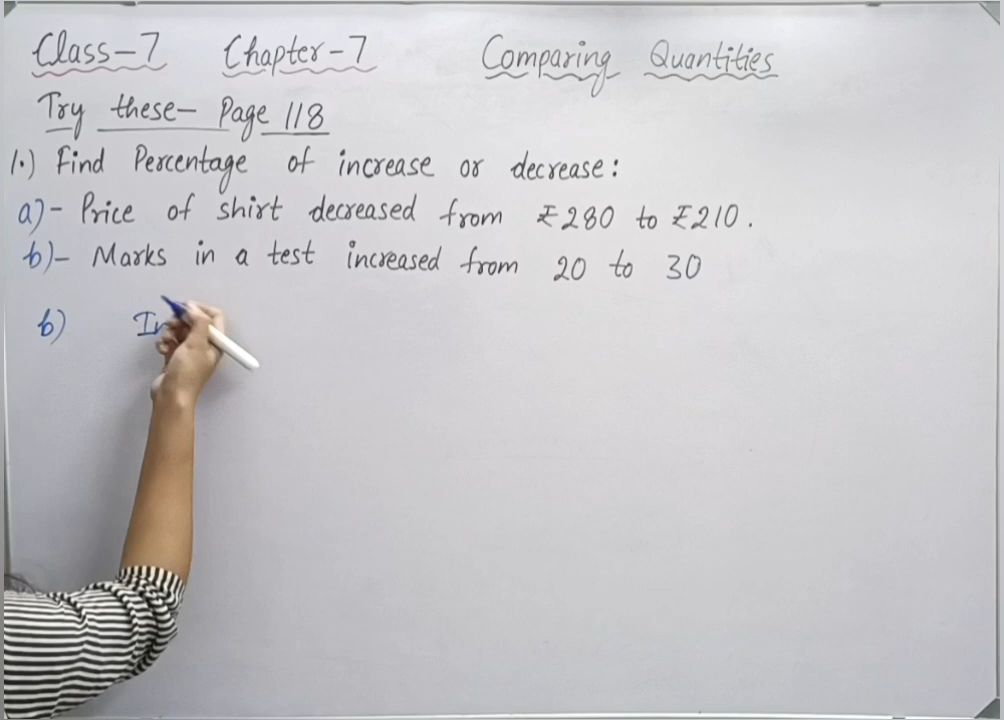 Class-7 Chapter-7 Comparing Quantities
Try these- Page 118
1.) Find Percentage of increase or decrease:
a)- Price of shirt decreased from ₹280 to ₹210.
b)- Marks in a test increased from 20 to 30
b) In